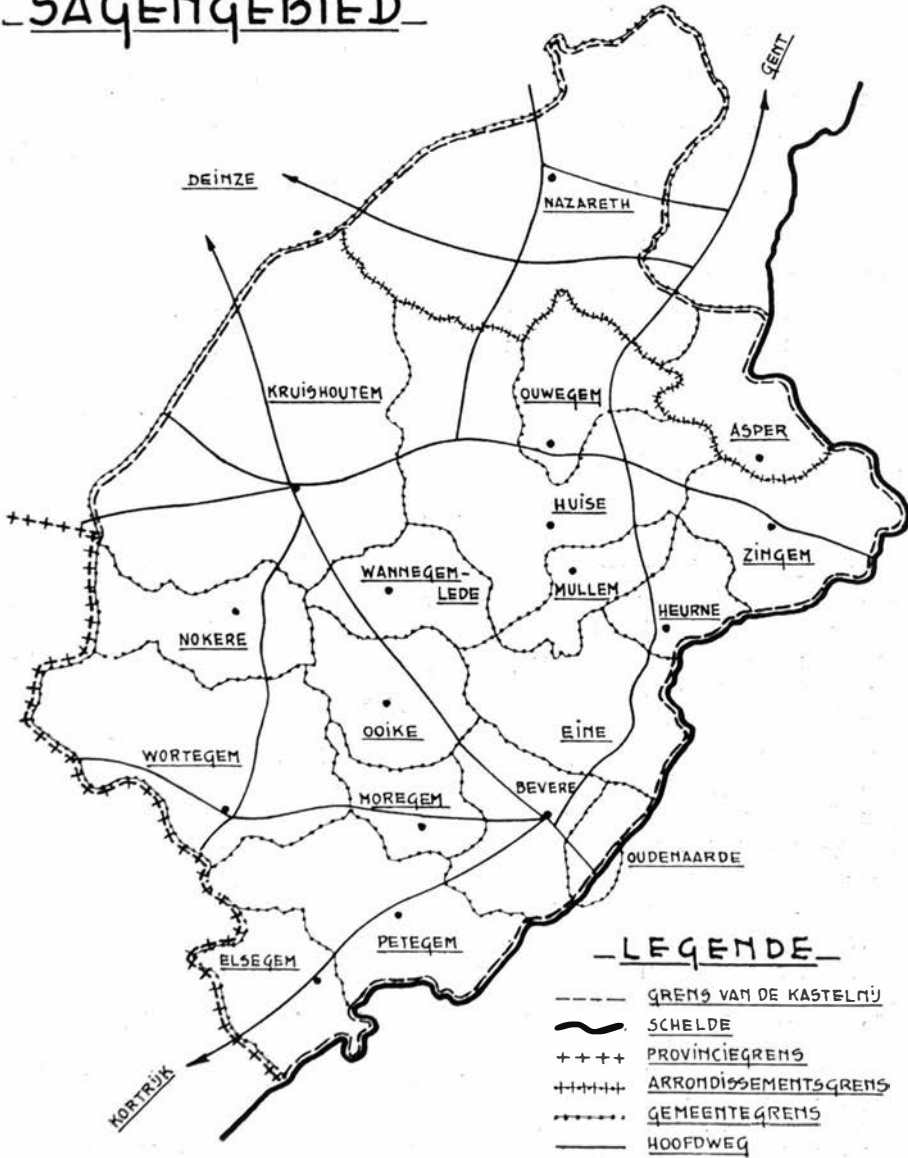 SAGENGEBIED
GENT
DEINZE
NAZARETH
KRUISHOUTEM
OUWEGEM
ASPER
HUISE
ZINGEM
WANNEGEM-
LEDE
MULLEM
HEURNE
NOKERE
OOIKE
EINE
WORTEGEM
BEVERE
MOREGEM
OUDENAARDE
PETEGEM
ELSEGEM
KORTRIJK
LEGENDE
GRENS VAN DE KASTELNIJ
SCHELDE
PROVINCIEGRENS
ARRONDISSEMENTSGRENS
GEMEENTEGRENS
HOOFDWEG